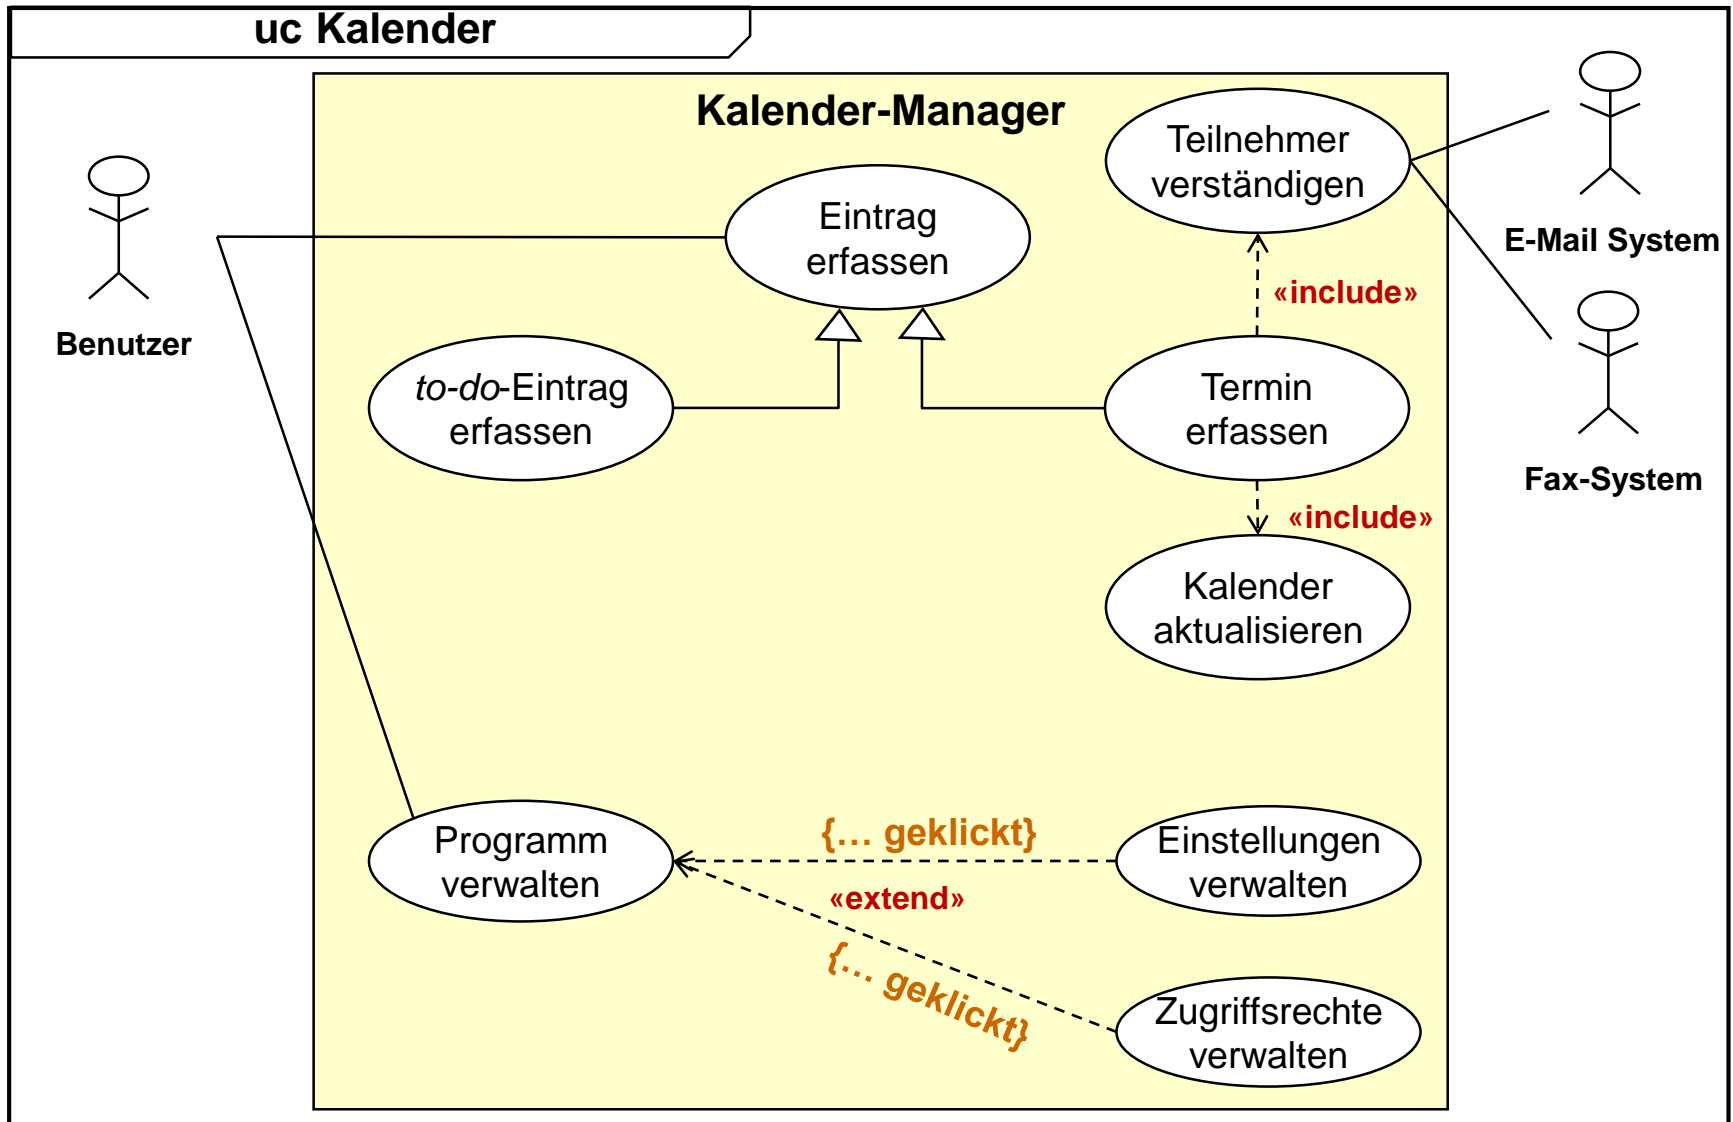 uc Kalender
Kalender-Manager
Teilnehmer
verständigen
Eintrag
erfassen
E-Mail System
«include»
Benutzer
to-do-Eintrag
erfassen
Termin
erfassen
Fax-System
«include»
Kalender
aktualisieren
Programm
verwalten
{… geklickt}
Einstellungen
verwalten
«extend»
{… geklickt}
Zugriffsrechte
verwalten